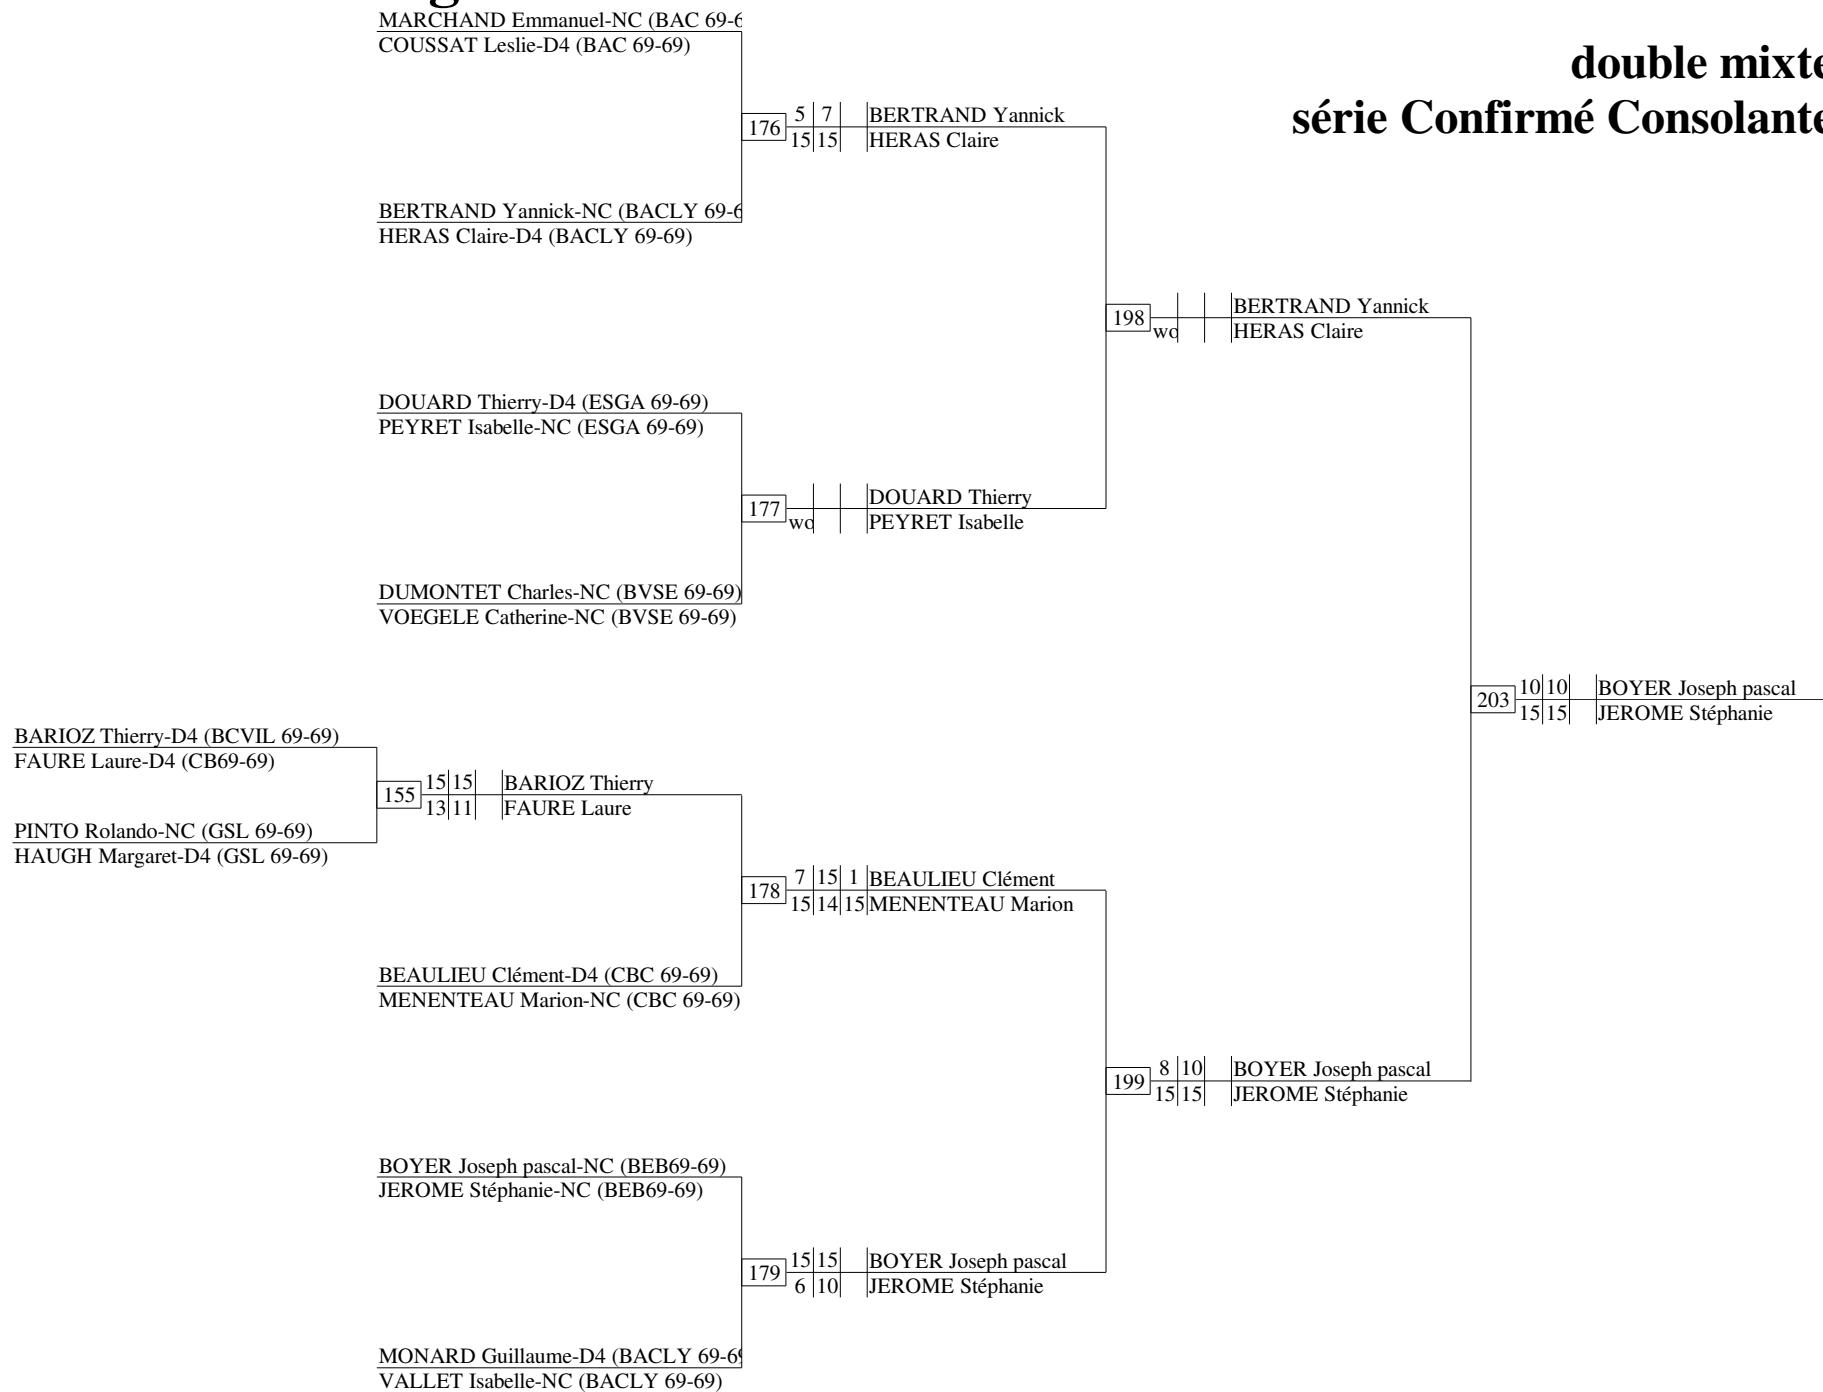 g
MARCHAND Emmanuel-NC (BAC 69-6
COUSSAT Leslie-D4 (BAC 69-69)
double mixte
série Confirmé Consolante
176
5 7
15 15
BERTRAND Yannick
HERAS Claire
BERTRAND Yannick-NC (BACLY 69-6
HERAS Claire-D4 (BACLY 69-69)
198
wo
BERTRAND Yannick
HERAS Claire
DOUARD Thierry-D4 (ESGA 69-69)
PEYRET Isabelle-NC (ESGA 69-69)
177
wo
DOUARD Thierry
PEYRET Isabelle
DUMONTET Charles-NC (BVSE 69-69)
VOEGELE Catherine-NC (BVSE 69-69)
203
10 10
15 15
BOYER Joseph pascal
JEROME Stéphanie
BARIOZ Thierry-D4 (BCVIL 69-69)
FAURE Laure-D4 (CB69-69)
155
15 15
13 11
BARIOZ Thierry
FAURE Laure
PINTO Rolando-NC (GSL 69-69)
HAUGH Margaret-D4 (GSL 69-69)
178
7 15 1
15 14 15
BEAULIEU Clément
MENENTEAU Marion
BEAULIEU Clément-D4 (CBC 69-69)
MENENTEAU Marion-NC (CBC 69-69)
199
8 10
15 15
BOYER Joseph pascal
JEROME Stéphanie
BOYER Joseph pascal-NC (BEB69-69)
JEROME Stéphanie-NC (BEB69-69)
179
15 15
6 10
BOYER Joseph pascal
JEROME Stéphanie
MONARD Guillaume-D4 (BACLY 69-69
VALLET Isabelle-NC (BACLY 69-69)